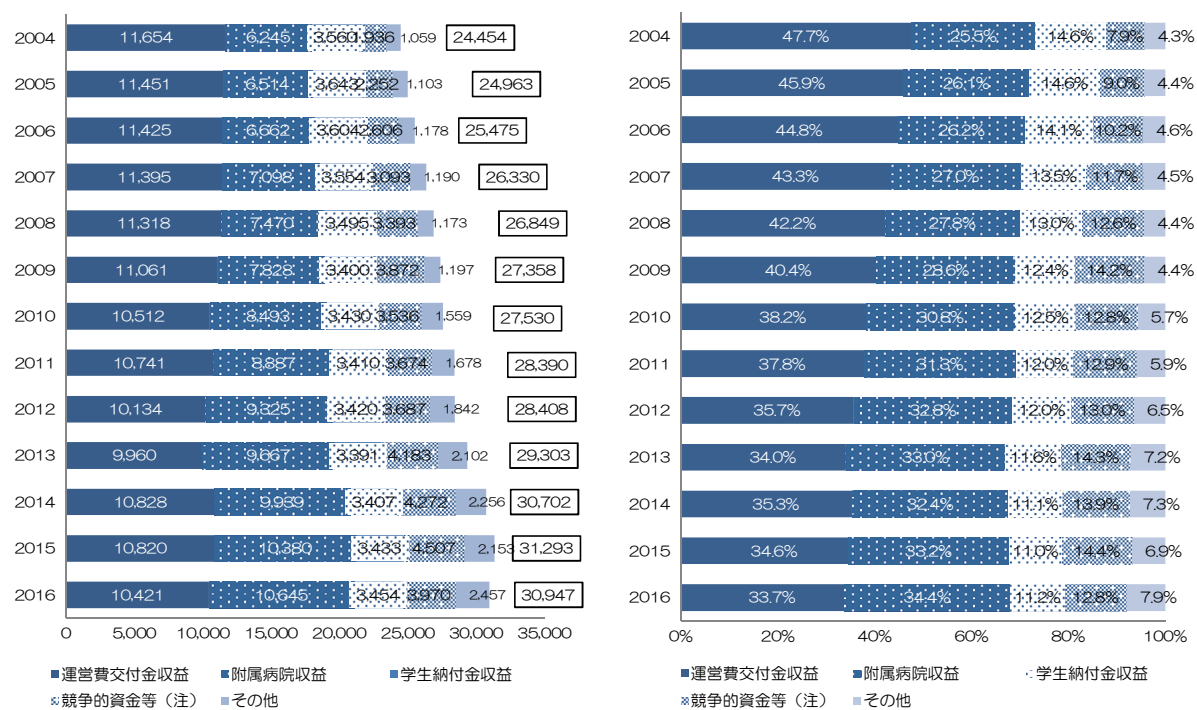 2004 11,654 6,245 3,560 1,936 1,059 24,454
2005 11,451 6,514 3,643 2,252 1,103 24,963
2006 11,425 6,662 3,604 2,606 1,178 25,475
2007 11,395 7,098 3,554 3,093 1,190 26,330
2008 11,318 7,470 3,495 3,393 1,173 26,849
2009 11,061 7,828 3,400 3,872 1,197 27,358
2010 10,512 8,493 3,430 3,536 1,559 27,530
2011 10,741 8,887 3,410 3,674 1,678 28,390
2012 10,134 9,325 3,420 3,687 1,842 28,408
2013 9,960 9,667 3,391 4,183 2,102 29,303
2014 10,828 9,939 3,407 4,272 2,256 30,702
2015 10,820 10,380 3,433 4,507 2,153 31,293
2016 10,421 10,645 3,454 3,970 2,457 30,947
0 5,000 10,000 15,000 20,000 25,000 30,000 35,000
運営費交付金収益 附属病院収益 学生納付金収益
競争的資金等（注） その他
2004 47.7% 25.5% 14.6% 7.9% 4.3%
2005 45.9% 26.1% 14.6% 9.0% 4.4%
2006 44.8% 26.2% 14.1% 10.2% 4.6%
2007 43.3% 27.0% 13.5% 11.7% 4.5%
2008 42.2% 27.8% 13.0% 12.6% 4.4%
2009 40.4% 28.6% 12.4% 14.2% 4.4%
2010 38.2% 30.8% 12.5% 12.8% 5.7%
2011 37.8% 31.3% 12.0% 12.9% 5.9%
2012 35.7% 32.8% 12.0% 13.0% 6.5%
2013 34.0% 33.0% 11.6% 14.3% 7.2%
2014 35.3% 32.4% 11.1% 13.9% 7.3%
2015 34.6% 33.2% 11.0% 14.4% 6.9%
2016 33.7% 34.4% 11.2% 12.8% 7.9%
0% 20% 40% 60% 80% 100%
運営費交付金収益 附属病院収益 学生納付金収益
競争的資金等（注） その他